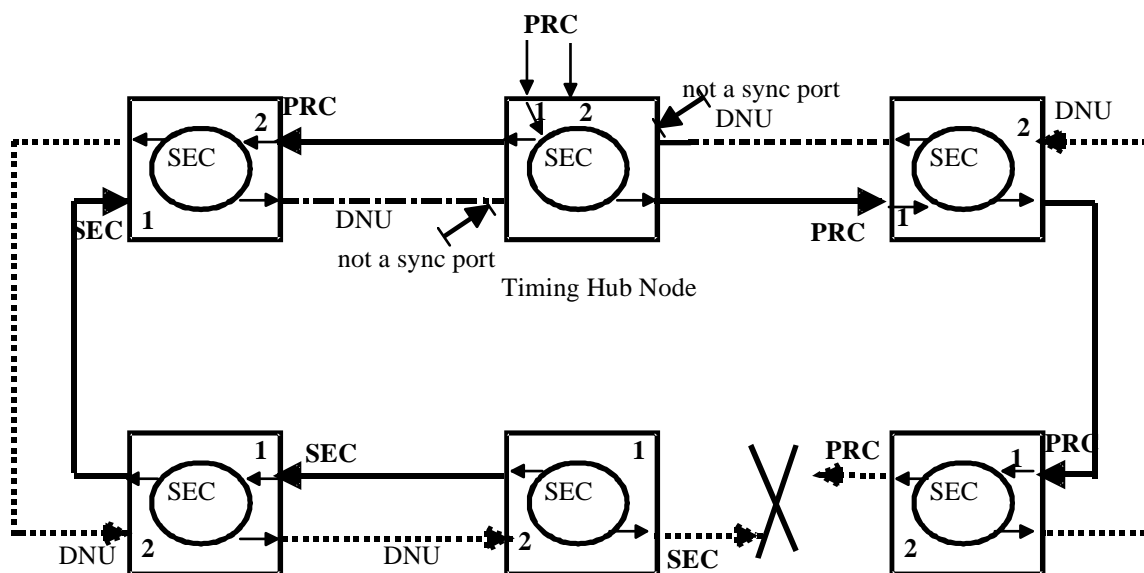 PRC
not a sync port
PRC
1 2
DNU
DNU
2
2
SEC
SEC
SEC
1
DNU
1
SEC
PRC
not a sync port
Timing Hub Node
1
SEC
1
PRC
1
PRC
SEC
SEC
SEC
2
2
2
DNU
DNU
SEC